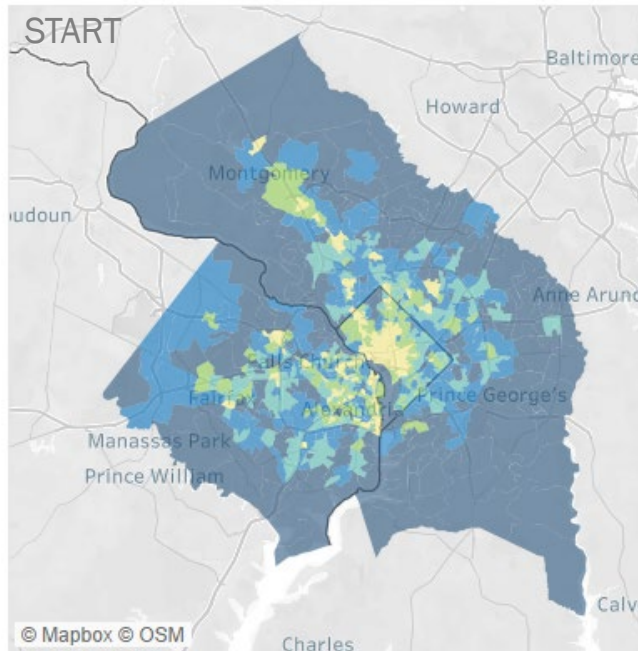 START
Baltimore
Howard
Montgomery
oudoun
Anne Arund
Falls Church
Fairfax
Alexandria
Prince George's
Manassas Park
Prince William
Calv
© Mapbox © OSM
Charles